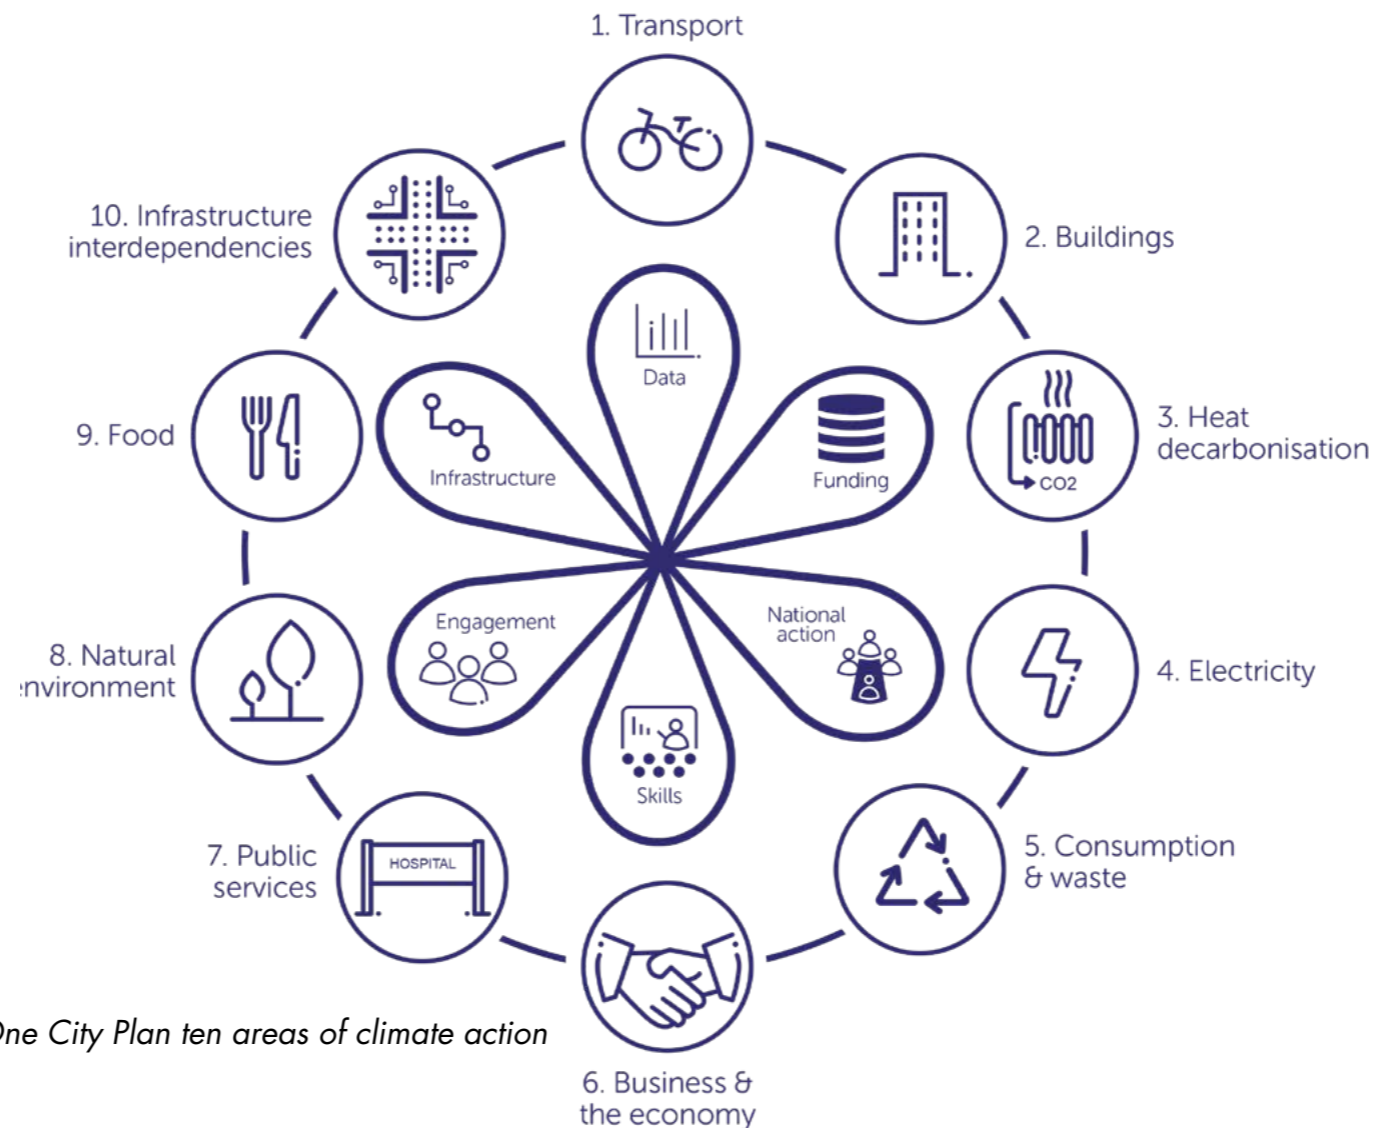 1. Transport
2. Buildings
3. Heat
decarbonisation
CO2
4. Electricity
5. Consumption
& waste
6. Business &
the economy
7. Public
services
HOSPITAL
8. Natural
nvironment
9. Food
10. Infrastructure
interdependencies
Data
Funding
National
action
Skills
Engagement
Infrastructure
One City Plan ten areas of climate action